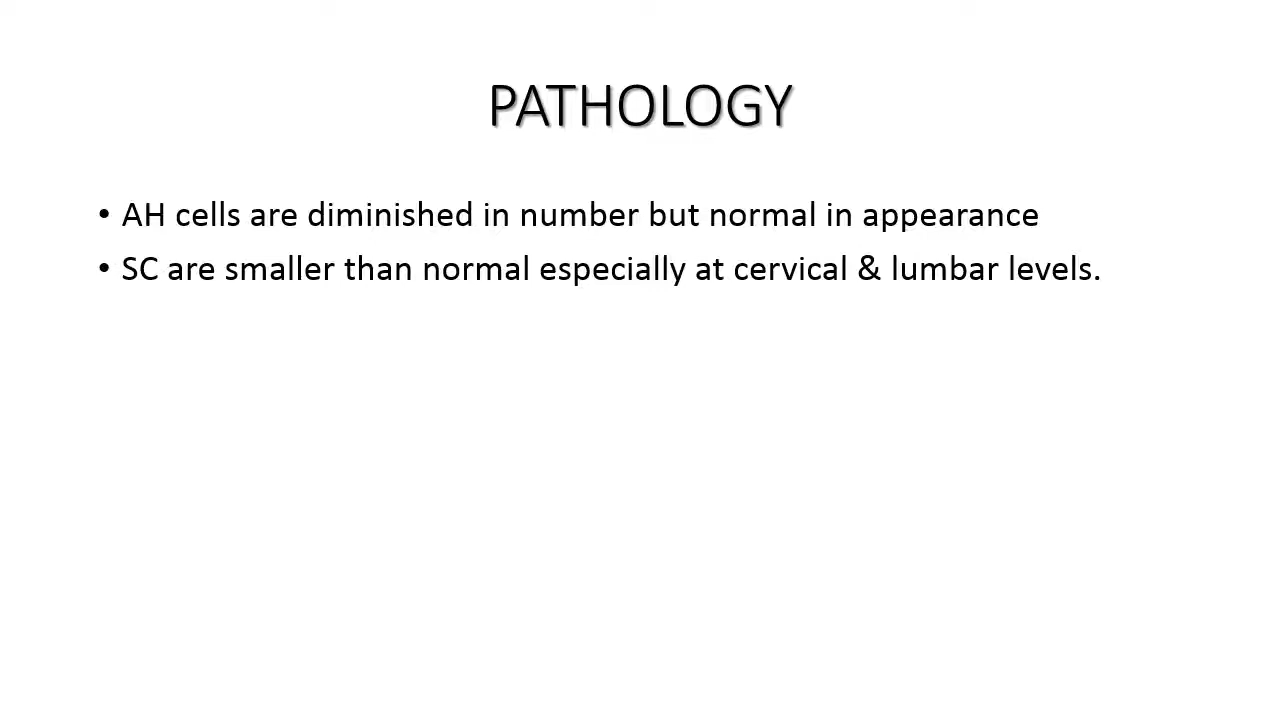 PATHOLOGY
• AH cells are diminished in number but normal in appearance
• SC are smaller than normal especially at cervical & lumbar levels.